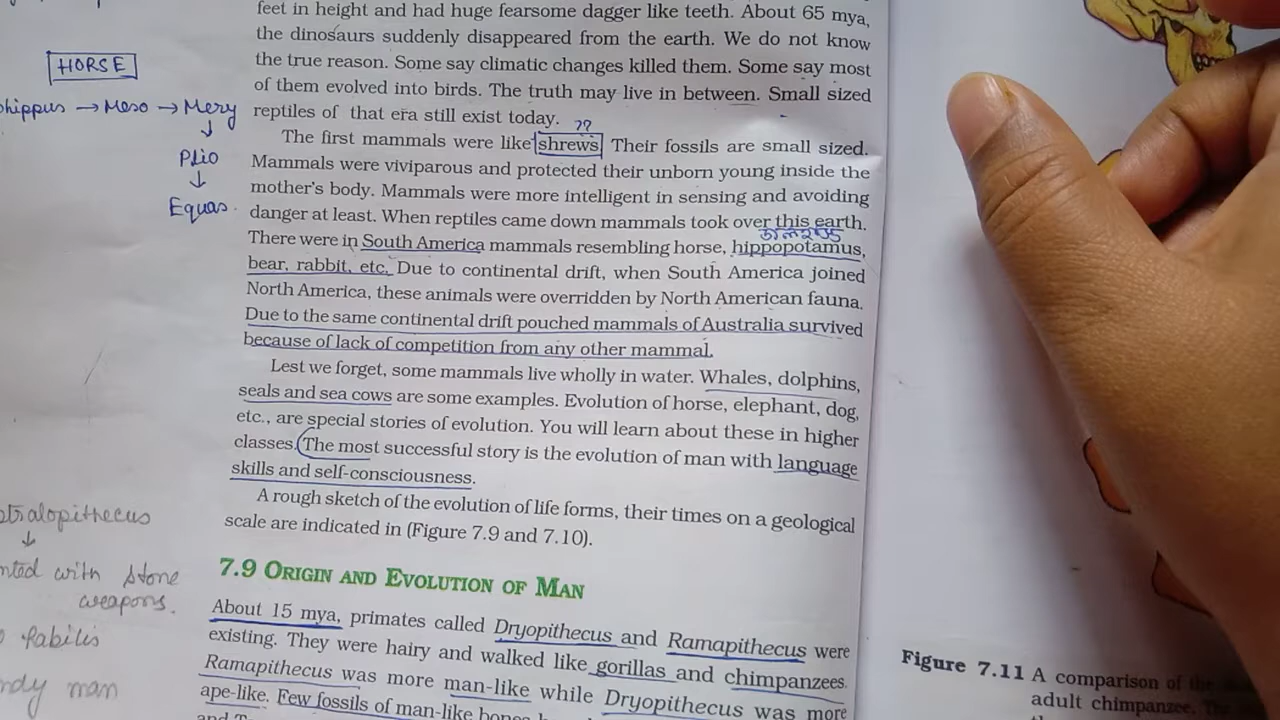 feet in height and had huge fearsome dagger like teeth. About 65 mya,
the dinosaurs suddenly disappeared from the earth. We do not know
the true reason. Some say climatic changes killed them. Some say most
of them evolved into birds. The truth may live in between. Small sized
reptiles of that era still exist today.
??
The first mammals were like shrews. Their fossils are small sized.
Mammals were viviparous and protected their unborn young inside the
mother's body. Mammals were more intelligent in sensing and avoiding
danger at least. When reptiles came down mammals took over this earth.
There were in South America mammals resembling horse, hippopotamus,
bear, rabbit, etc. Due to continental drift, when South America joined
North America, these animals were overridden by North American fauna.
Due to the same continental drift pouched mammals of Australia survived
because of lack of competition from any other mammal.
Lest we forget, some mammals live wholly in water. Whales, dolphins,
seals and sea cows are some examples. Evolution of horse, elephant, dog,
etc., are special stories of evolution. You will learn about these in higher
classes. The most successful story is the evolution of man with language
skills and self-consciousness.
A rough sketch of the evolution of life forms, their times on a geological
scale are indicated in (Figure 7.9 and 7.10).
7.9 ORIGIN AND EVOLUTION OF MAN
About 15 mya, primates called Dryopithecus and Ramapithecus were
existing. They were hairy and walked like gorillas and chimpanzees.
Ramapithecus was more man-like while Dryopithecus was more
ape-like. Few fossils of man-like bones
HORSE
hippus → Meso → Mery
↓
Plio
↓
Equas
tralopithecus
↓
nted with stone
weapons.
habilis
ndy man
Figure 7.11 A comparison of the
adult chimpanzee.